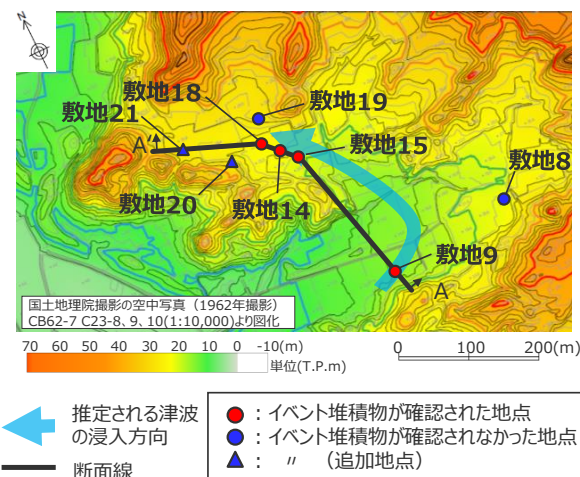 N
敷地18
敷地19
敷地21
A'
敷地15
敷地8
敷地20
敷地14
敷地9
A
国土地理院撮影の空中写真（1962年撮影）
CB62-7 C23-8、9、10(1:10,000)より図化
70 60 50 40 30 20 10 0 -10(m)
単位(T.P.m)
0 100 200(m)
推定される津波
の浸入方向
断面線
：イベント堆積物が確認された地点
：イベント堆積物が確認されなかった地点
： 〃 （追加地点）